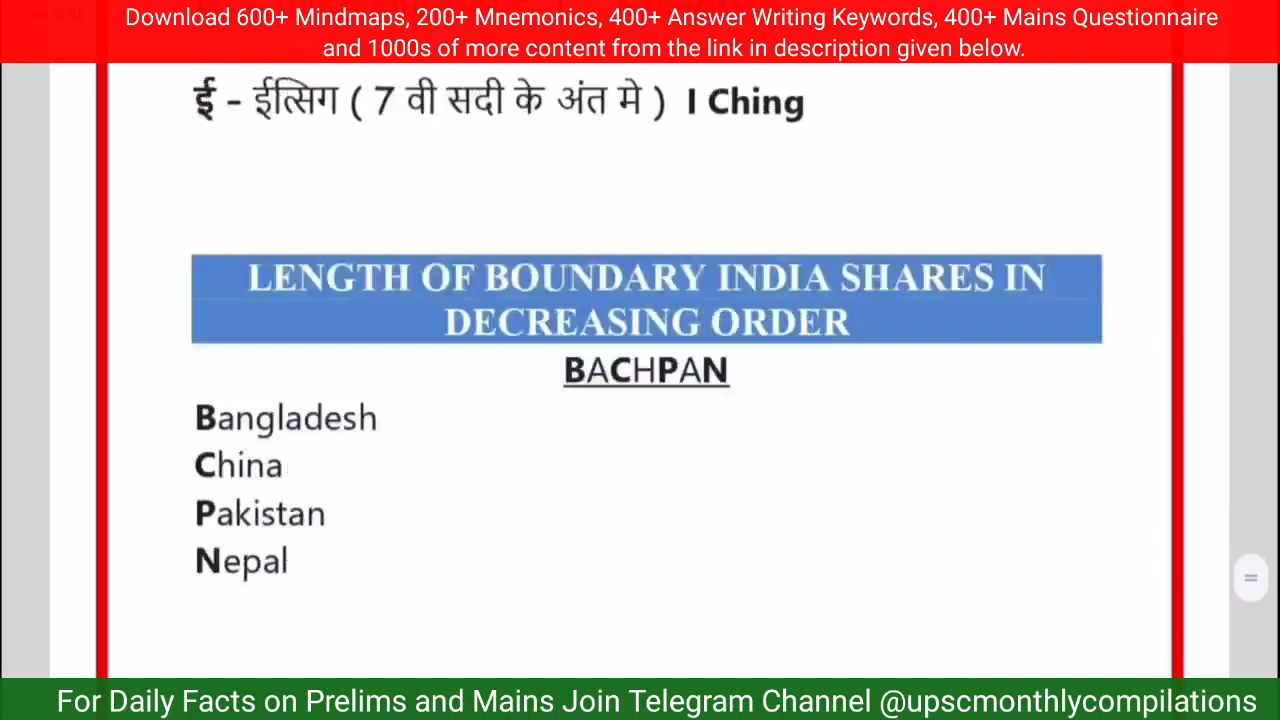 Download 600+ Mindmaps, 200+ Mnemonics, 400+ Answer Writing Keywords, 400+ Mains Questionnaire
and 1000s of more content from the link in description given below.
ई - ईत्सिग ( 7 वी सदी के अंत मे ) I Ching
LENGTH OF BOUNDARY INDIA SHARES IN
DECREASING ORDER
BACHPAN
Bangladesh
China
Pakistan
Nepal
For Daily Facts on Prelims and Mains Join Telegram Channel @upscmonthlycompilations